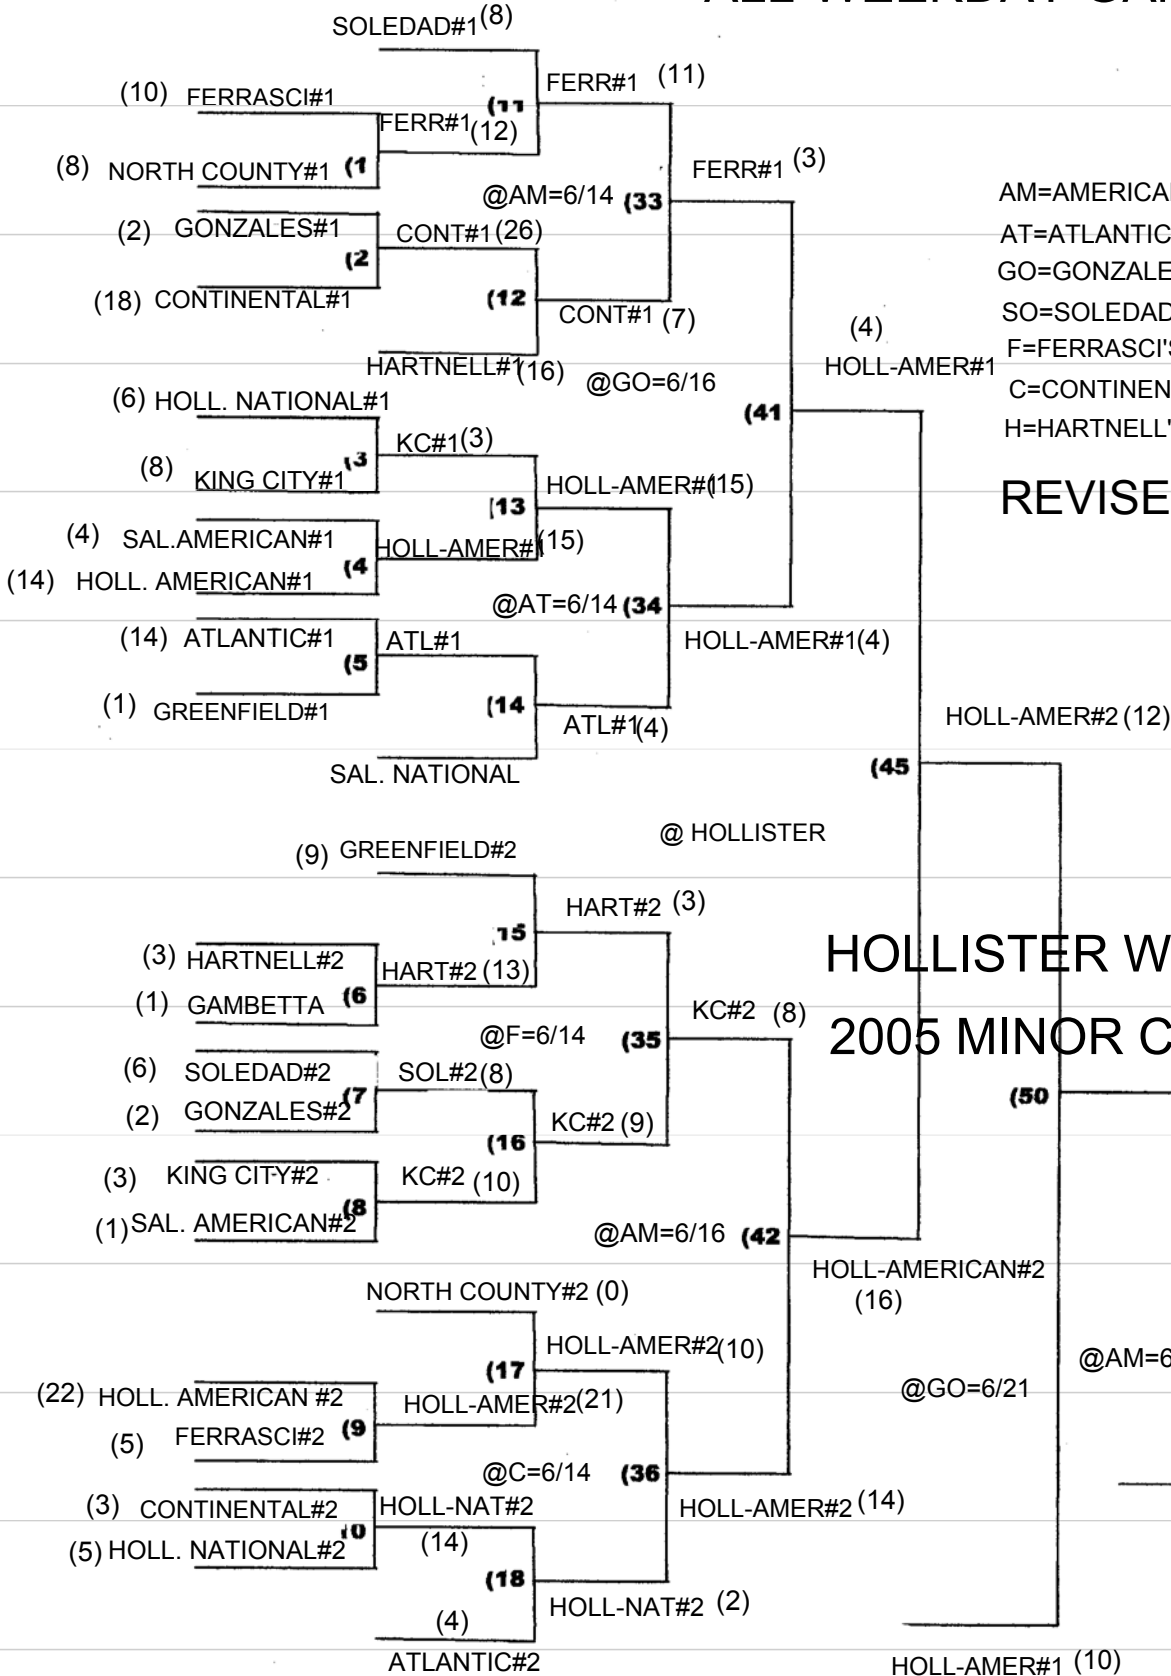 SOLEDAD#1 (8)
(10) FERRASCI#1
(11
FERR#1 (11)
FERR#1 (12)
(8) NORTH COUNTY#1 (1
FERR#1 (3)
@AM=6/14 (33
(2) GONZALES#1
CONT#1 (26)
(2
(18) CONTINENTAL#1
(12
CONT#1 (7)
HARTNELL#1 (16)
@GO=6/16
(4)
HOLL-AMER#1
(41
(6) HOLL. NATIONAL#1
KC#1 (3)
(3
(8) KING CITY#1
HOLL-AMER#1 (15)
(13
(4) SAL.AMERICAN#1
HOLL-AMER#1 (15)
(4
(14) HOLL. AMERICAN#1
@AT=6/14 (34
(14) ATLANTIC#1
ATL#1
HOLL-AMER#1 (4)
(5
(1) GREENFIELD#1
(14
ATL#1 (4)
HOLL-AMER#2 (12)
SAL. NATIONAL
(45
@ HOLLISTER
(9) GREENFIELD#2
HART#2 (3)
15
(3) HARTNELL#2
HART#2 (13)
(1) GAMBETTA (6
KC#2 (8)
@F=6/14 (35
(6) SOLEDAD#2
SOL#2 (8)
(7
(2) GONZALES#2
KC#2 (9)
(16
(3) KING CITY#2
KC#2 (10)
(8
(1) SAL. AMERICAN#2
@AM=6/16 (42
HOLL-AMERICAN#2
(16)
NORTH COUNTY#2 (0)
HOLL-AMER#2 (10)
(17
(22) HOLL. AMERICAN #2
HOLL-AMER#2 (21)
(5) FERRASCI#2 (9
@C=6/14 (36
(3) CONTINENTAL#2
HOLL-NAT#2
(14)
HOLL-AMER#2 (14)
10
(5) HOLL. NATIONAL#2
(18
HOLL-NAT#2 (2)
(4)
ATLANTIC#2
@GO=6/21
(50
@AM=6
HOLL-AMER#1 (10)
AM=AMERICA
AT=ATLANTIC
GO=GONZALE
SO=SOLEDAD
F=FERRASCI'S
C=CONTINEN
H=HARTNELL'
REVISE
HOLLISTER W
2005 MINOR C